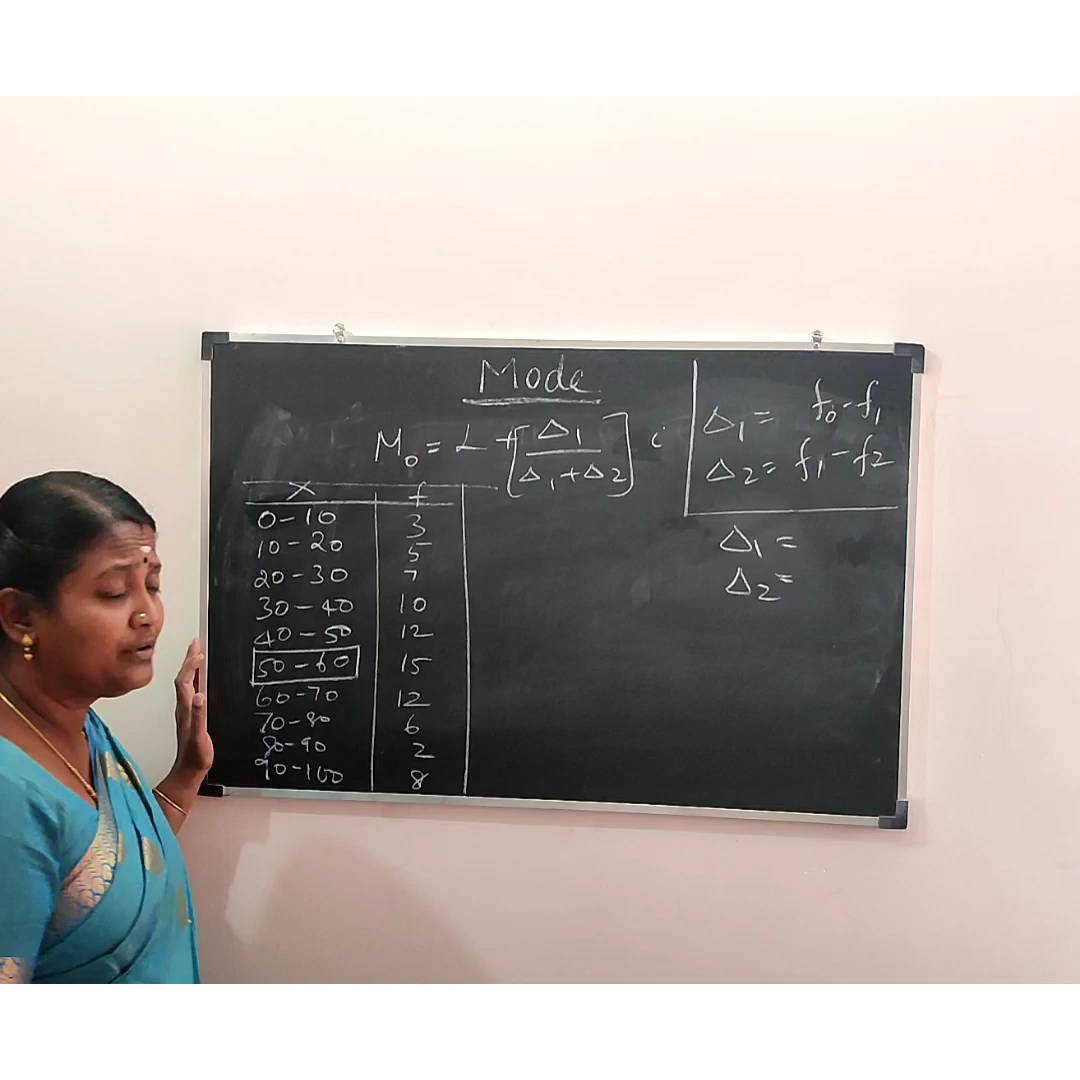 Mode
M₀ = L + [Δ₁ / Δ₁ + Δ₂] i
Δ₁ = f₀ - f₁
Δ₂ = f₁ - f₂
Δ₁ =
Δ₂ =
X f
0-10 3
10-20 5
20-30 7
30-40 10
40-50 12
50-60 15
60-70 12
70-80 6
80-90 2
90-100 8